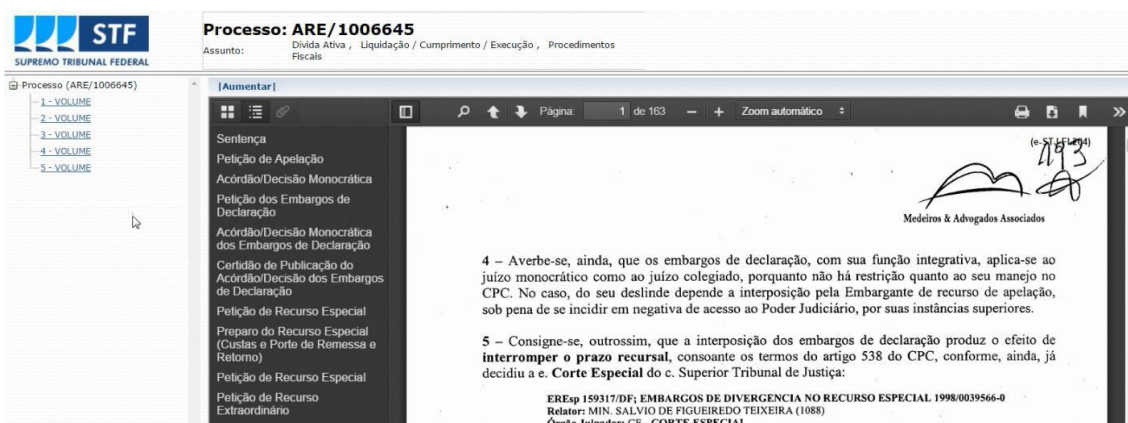 STF
SUPREMO TRIBUNAL FEDERAL
Processo: ARE/1006645
Assunto: Dívida Ativa , Liquidação / Cumprimento / Execução , Procedimentos
Fiscais
Processo (ARE/1006645)
1 - VOLUME
2 - VOLUME
3 - VOLUME
4 - VOLUME
5 - VOLUME
|Aumentar|
Página: 1 de 163 Zoom automático
Sentença
Petição de Apelação
Acórdão/Decisão Monocrática
Petição dos Embargos de
Declaração
Acórdão/Decisão Monocrática
dos Embargos de Declaração
Certidão de Publicação do
Acórdão/Decisão dos Embargos
de Declaração
Petição de Recurso Especial
Preparo do Recurso Especial
(Custas e Porte de Remessa e
Retorno)
Petição de Recurso Especial
Petição de Recurso
Extraordinário
193
Medeiros & Advogados Associados
4 – Averbe-se, ainda, que os embargos de declaração, com sua função integrativa, aplica-se ao
juízo monocrático como ao juízo colegiado, porquanto não há restrição quanto ao seu manejo no
CPC. No caso, do seu deslinde depende a interposição pela Embargante de recurso de apelação,
sob pena de se incidir em negativa de acesso ao Poder Judiciário, por suas instâncias superiores.
5 – Consigne-se, outrossim, que a interposição dos embargos de declaração produz o efeito de
interromper o prazo recursal, consoante os termos do artigo 538 do CPC, conforme, ainda, já
decidiu a e. Corte Especial do c. Superior Tribunal de Justiça:
EREsp 159317/DF; EMBARGOS DE DIVERGENCIA NO RECURSO ESPECIAL 1998/0039566-0
Relator: MIN. SALVIO DE FIGUEIREDO TEIXEIRA (1088)
Órgão Julgador: CE - CORTE ESPECIAL